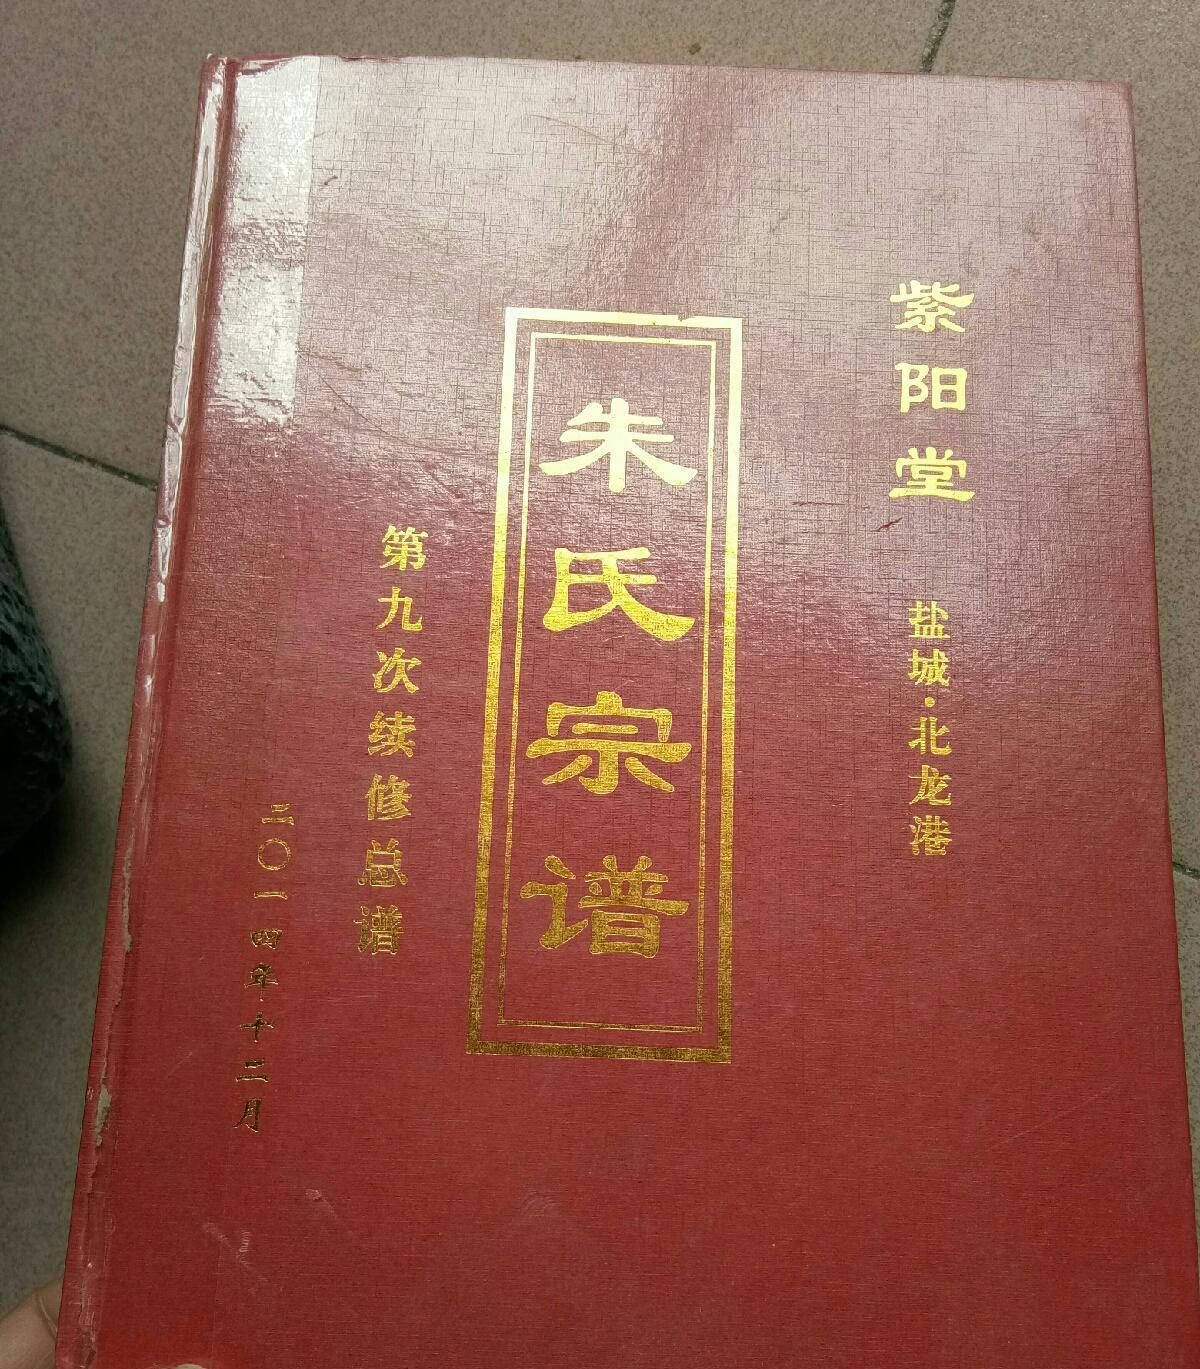 紫阳堂
盐城·北龙港
朱氏宗谱
第九次续修总谱
二〇一四年十二月